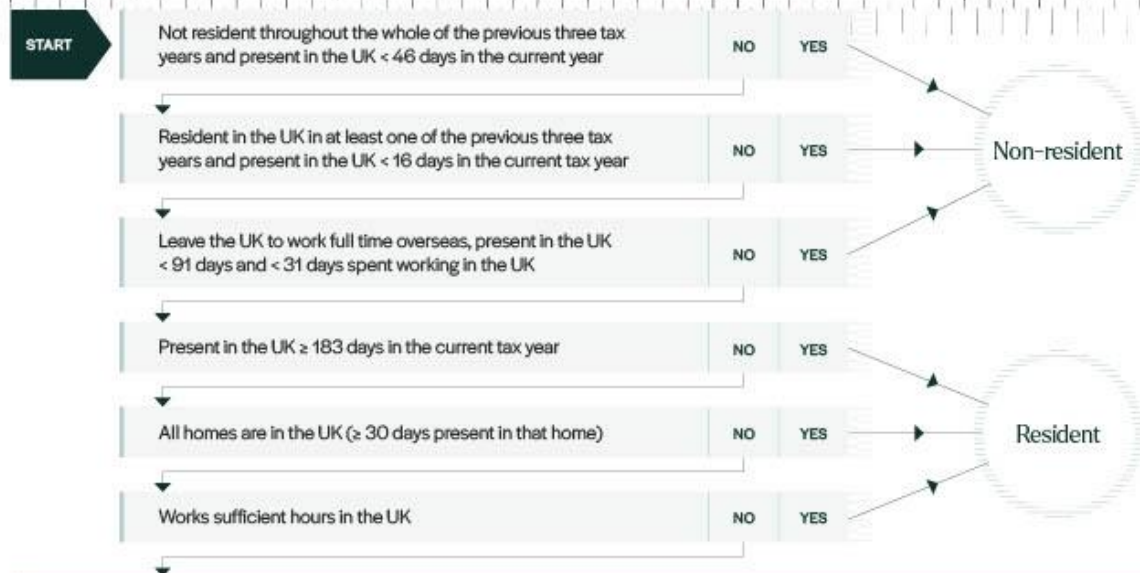 START
Not resident throughout the whole of the previous three tax
years and present in the UK < 46 days in the current year
NO
YES
Resident in the UK in at least one of the previous three tax
years and present in the UK < 16 days in the current tax year
NO
YES
Non-resident
Leave the UK to work full time overseas, present in the UK
< 91 days and < 31 days spent working in the UK
NO
YES
Present in the UK ≥ 183 days in the current tax year
NO
YES
All homes are in the UK (≥ 30 days present in that home)
NO
YES
Resident
Works sufficient hours in the UK
NO
YES